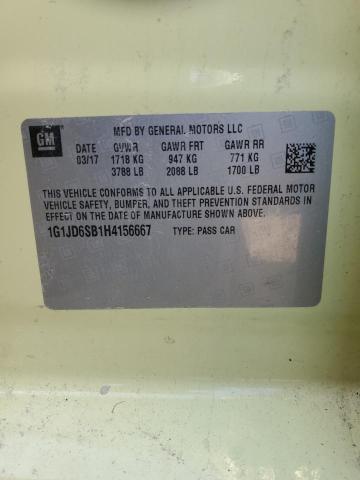 GM
MFD BY GENERAL MOTORS LLC
DATE GVWR GAWR FRT GAWR RR
03/17 1718 KG 947 KG 771 KG
3788 LB 2088 LB 1700 LB
THIS VEHICLE CONFORMS TO ALL APPLICABLE U.S. FEDERAL MOTOR
VEHICLE SAFETY, BUMPER, AND THEFT PREVENTION STANDARDS IN
EFFECT ON THE DATE OF MANUFACTURE SHOWN ABOVE.
1G1JD6SB1H4156667 TYPE: PASS CAR